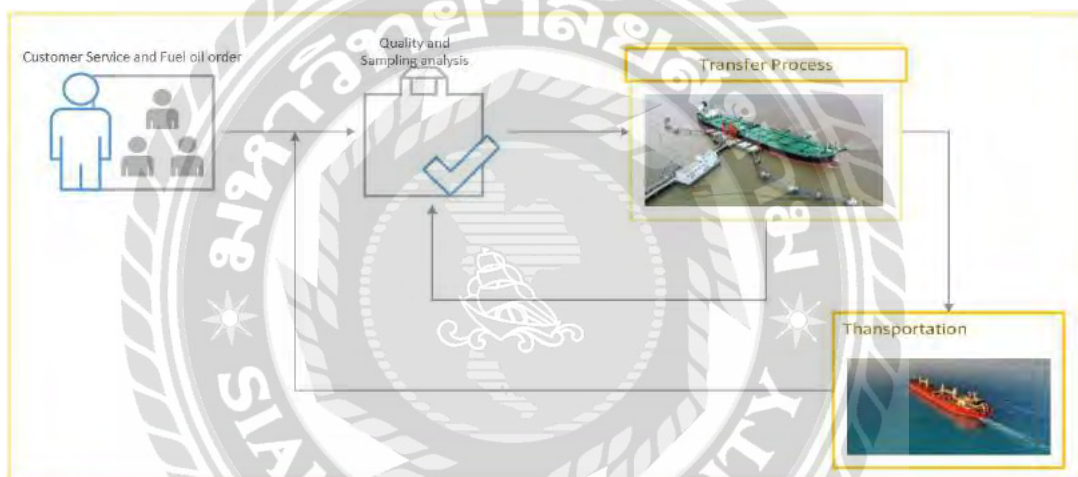 Customer Service and Fuel oil order
Quality and
Sampling analysis
Transfer Process
Thansportation